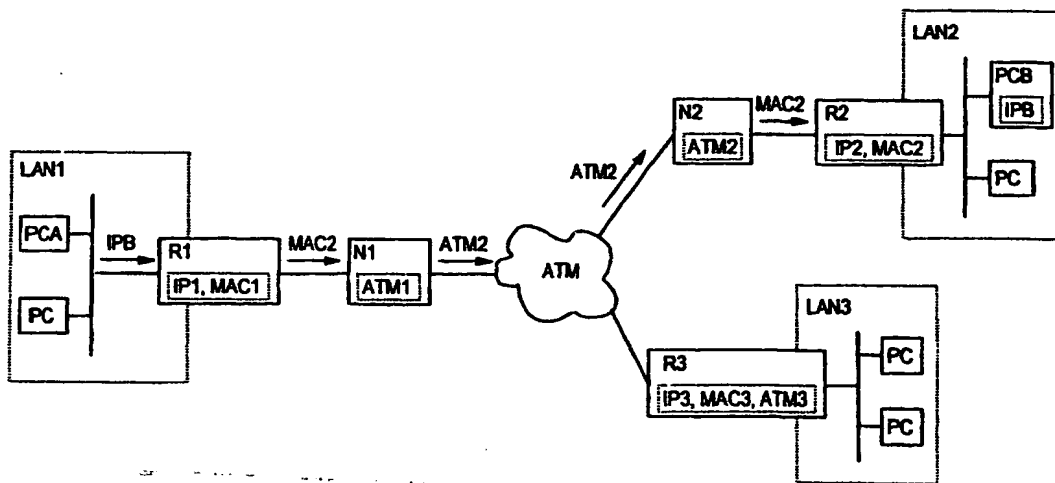 LAN2
PCB
IPB
N2
MAC2
R2
ATM2
IP2, MAC2
ATM2
PC
LAN1
PCA
IPB
R1
MAC2
N1
ATM2
ATM
IP1, MAC1
ATM1
PC
LAN3
R3
PC
IP3, MAC3, ATM3
PC